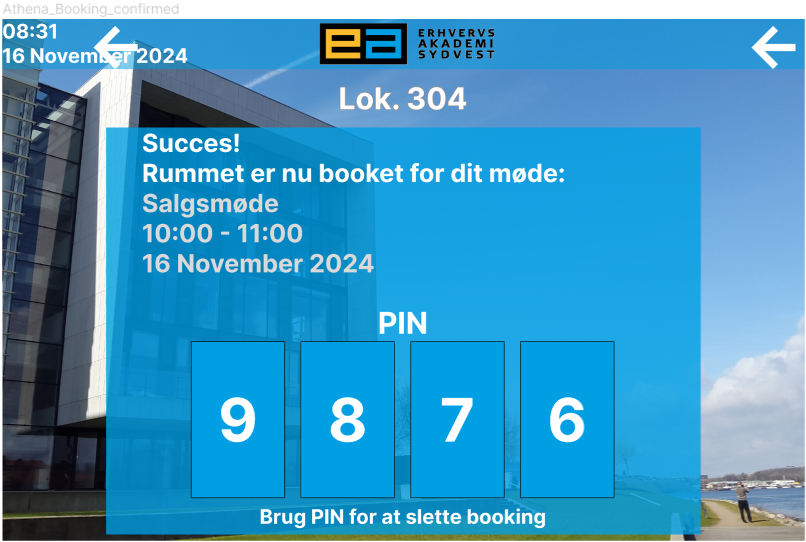 Athena_Booking_confirmed
08:31
16 November 2024
ea ERHVERVS
AKADEMI
SYDVEST
Lok. 304
Succes!
Rummet er nu booket for dit møde:
Salgsmøde
10:00 - 11:00
16 November 2024
PIN
9 8 7 6
Brug PIN for at slette booking